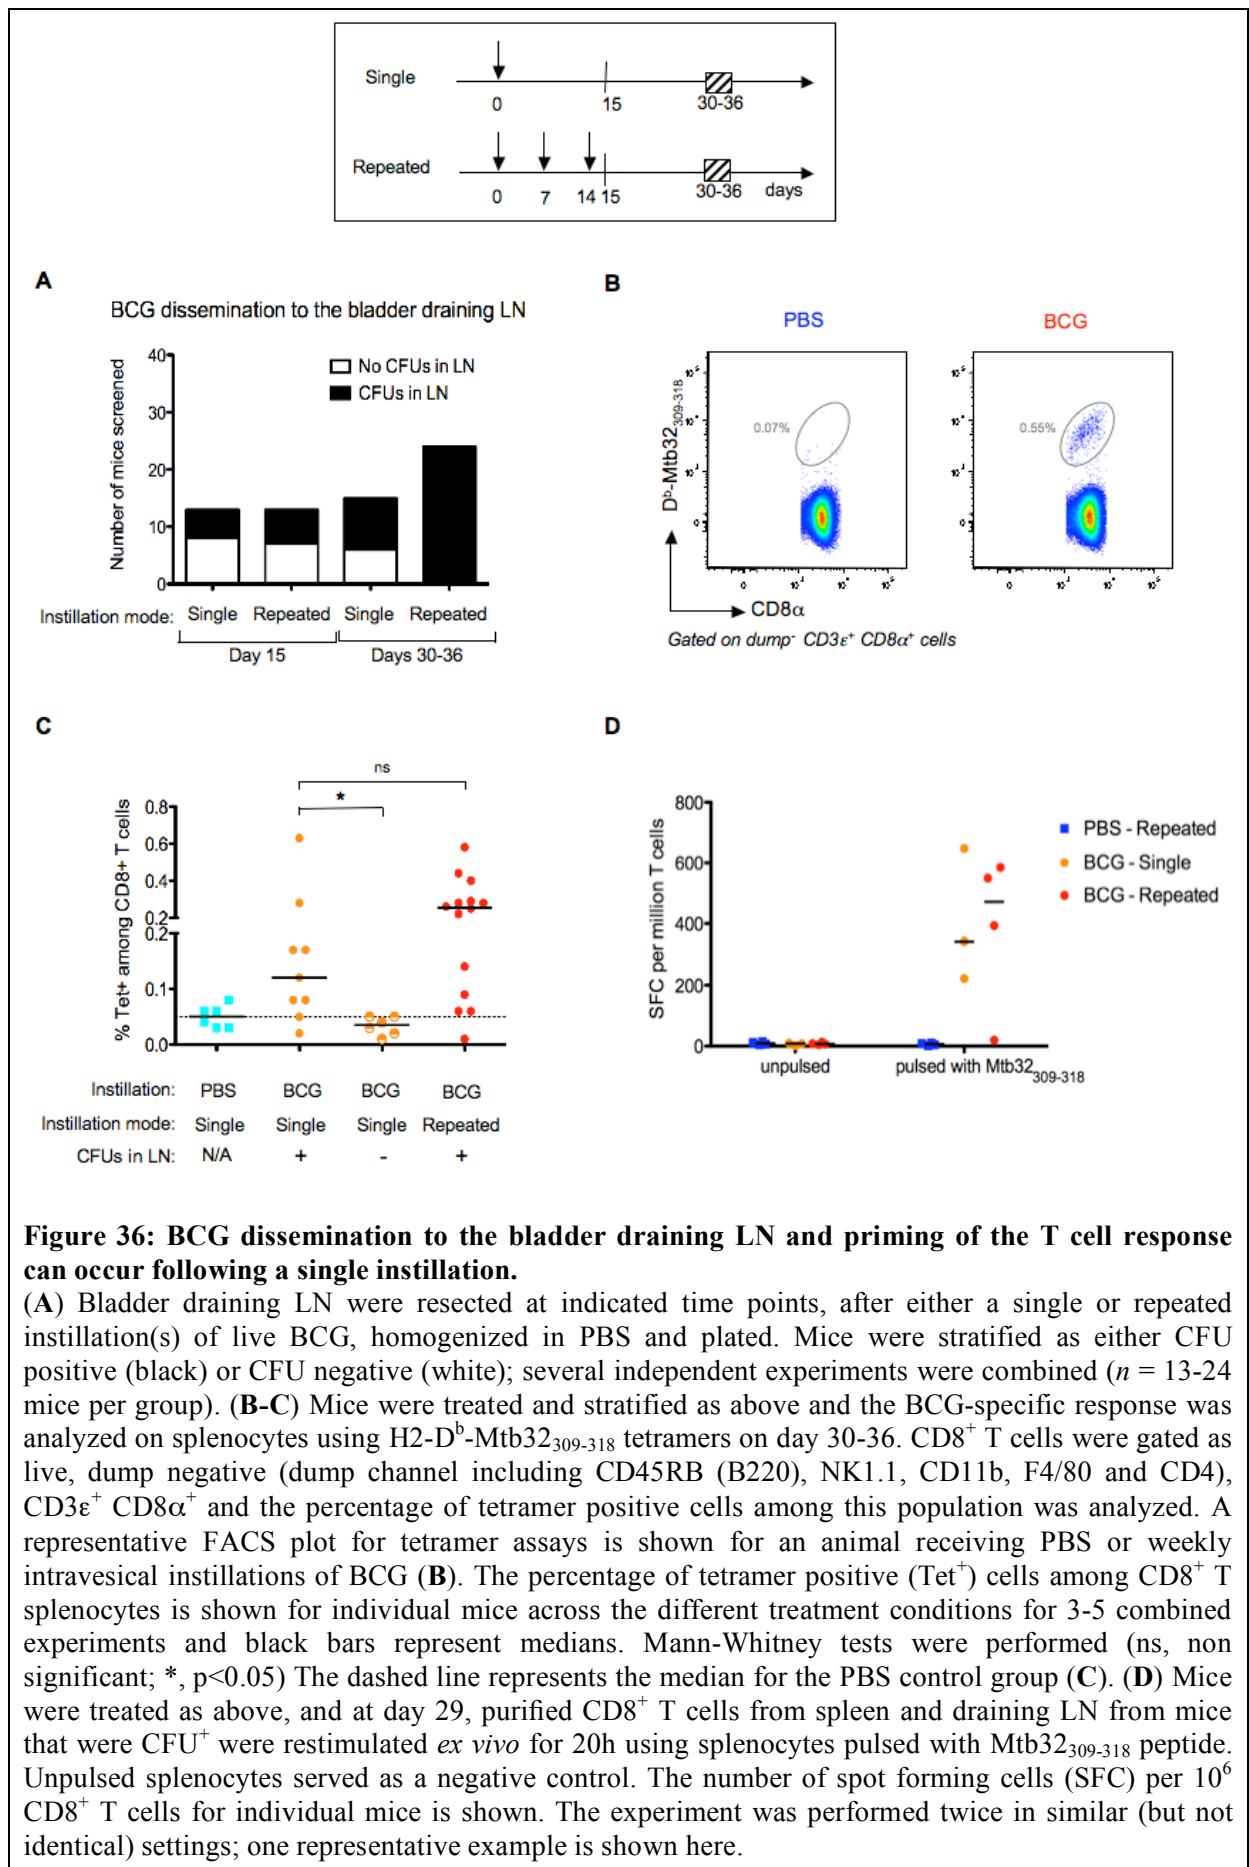 Single
0 15 30-36
Repeated
0 7 14 15 30-36 days
A
BCG dissemination to the bladder draining LN
Number of mice screened
40
30
20
10
0
No CFUs in LN
CFUs in LN
Instillation mode: Single Repeated Single Repeated
Day 15 Days 30-36
B
PBS BCG
Dᵇ-Mtb32₃₀₉₋₃₁₈
0.07%
0.55%
CD8α
Gated on dump⁻ CD3ε⁺ CD8α⁺ cells
C
ns
*
% Tet+ among CD8+ T cells
0.8
0.6
0.4
0.2
0.2
0.1
0.0
Instillation: PBS BCG BCG BCG
Instillation mode: Single Single Single Repeated
CFUs in LN: N/A + - +
D
SFC per million T cells
800
600
400
200
0
unpulsed pulsed with Mtb32₃₀₉₋₃₁₈
PBS - Repeated
BCG - Single
BCG - Repeated
Figure 36: BCG dissemination to the bladder draining LN and priming of the T cell response
can occur following a single instillation.
(A) Bladder draining LN were resected at indicated time points, after either a single or repeated
instillation(s) of live BCG, homogenized in PBS and plated. Mice were stratified as either CFU
positive (black) or CFU negative (white); several independent experiments were combined (n = 13-24
mice per group). (B-C) Mice were treated and stratified as above and the BCG-specific response was
analyzed on splenocytes using H2-Dᵇ-Mtb32₃₀₉₋₃₁₈ tetramers on day 30-36. CD8⁺ T cells were gated as
live, dump negative (dump channel including CD45RB (B220), NK1.1, CD11b, F4/80 and CD4),
CD3ε⁺ CD8α⁺ and the percentage of tetramer positive cells among this population was analyzed. A
representative FACS plot for tetramer assays is shown for an animal receiving PBS or weekly
intravesical instillations of BCG (B). The percentage of tetramer positive (Tet⁺) cells among CD8⁺ T
splenocytes is shown for individual mice across the different treatment conditions for 3-5 combined
experiments and black bars represent medians. Mann-Whitney tests were performed (ns, non
significant; *, p<0.05) The dashed line represents the median for the PBS control group (C). (D) Mice
were treated as above, and at day 29, purified CD8⁺ T cells from spleen and draining LN from mice
that were CFU⁺ were restimulated ex vivo for 20h using splenocytes pulsed with Mtb32₃₀₉₋₃₁₈ peptide.
Unpulsed splenocytes served as a negative control. The number of spot forming cells (SFC) per 10⁶
CD8⁺ T cells for individual mice is shown. The experiment was performed twice in similar (but not
identical) settings; one representative example is shown here.